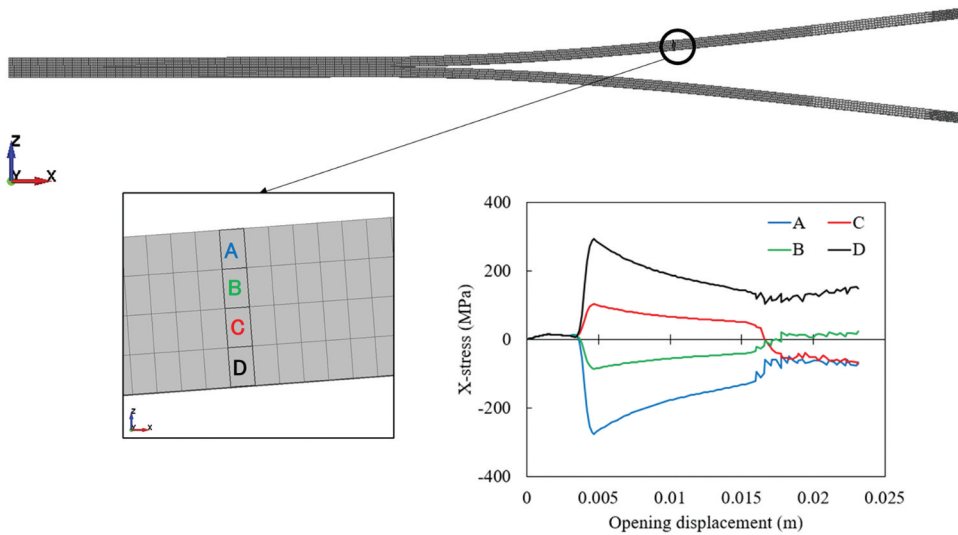 Z
Y X
A
B
C
D
Z
Y X
400
200
0
-200
-400
X-stress (MPa)
A C
B D
0 0.005 0.01 0.015 0.02 0.025
Opening displacement (m)